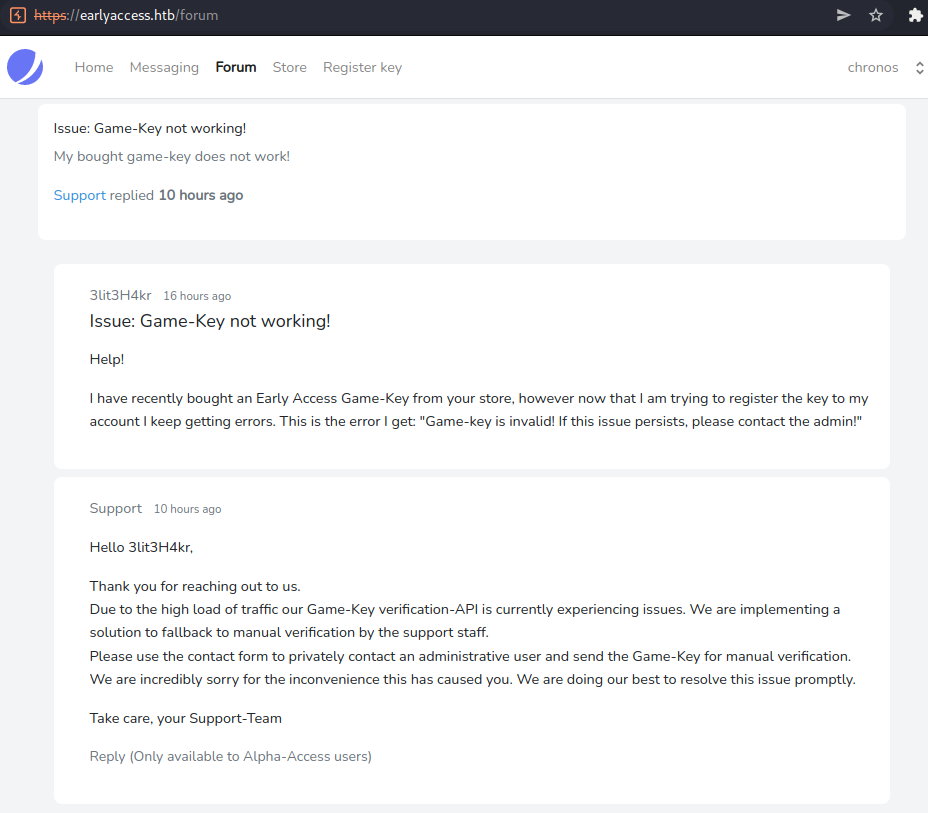 https://earlyaccess.htb/forum
Home Messaging Forum Store Register key chronos
Issue: Game-Key not working!
My bought game-key does not work!
Support replied 10 hours ago
3lit3H4kr 16 hours ago
Issue: Game-Key not working!
Help!
I have recently bought an Early Access Game-Key from your store, however now that I am trying to register the key to my
account I keep getting errors. This is the error I get: "Game-key is invalid! If this issue persists, please contact the admin!"
Support 10 hours ago
Hello 3lit3H4kr,
Thank you for reaching out to us.
Due to the high load of traffic our Game-Key verification-API is currently experiencing issues. We are implementing a
solution to fallback to manual verification by the support staff.
Please use the contact form to privately contact an administrative user and send the Game-Key for manual verification.
We are incredibly sorry for the inconvenience this has caused you. We are doing our best to resolve this issue promptly.
Take care, your Support-Team
Reply (Only available to Alpha-Access users)